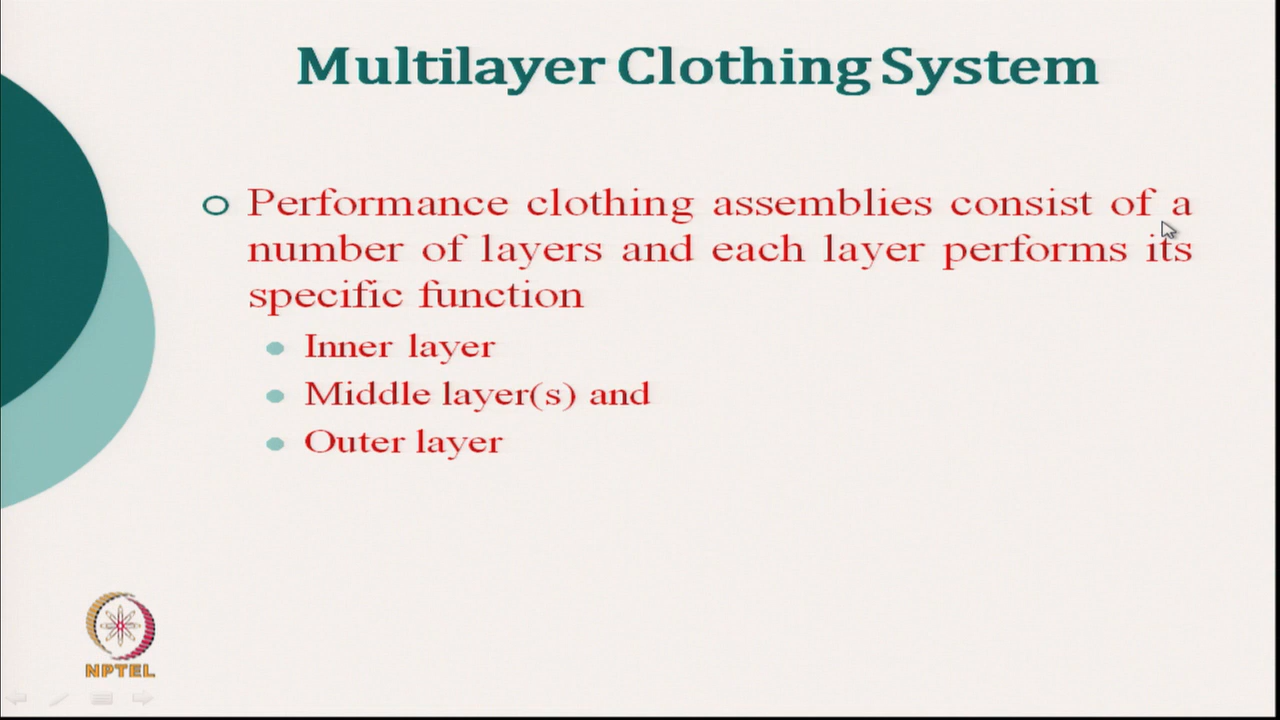 Multilayer Clothing System
Performance clothing assemblies consist of a
number of layers and each layer performs its
specific function
Inner layer
Middle layer(s) and
Outer layer
NPTEL